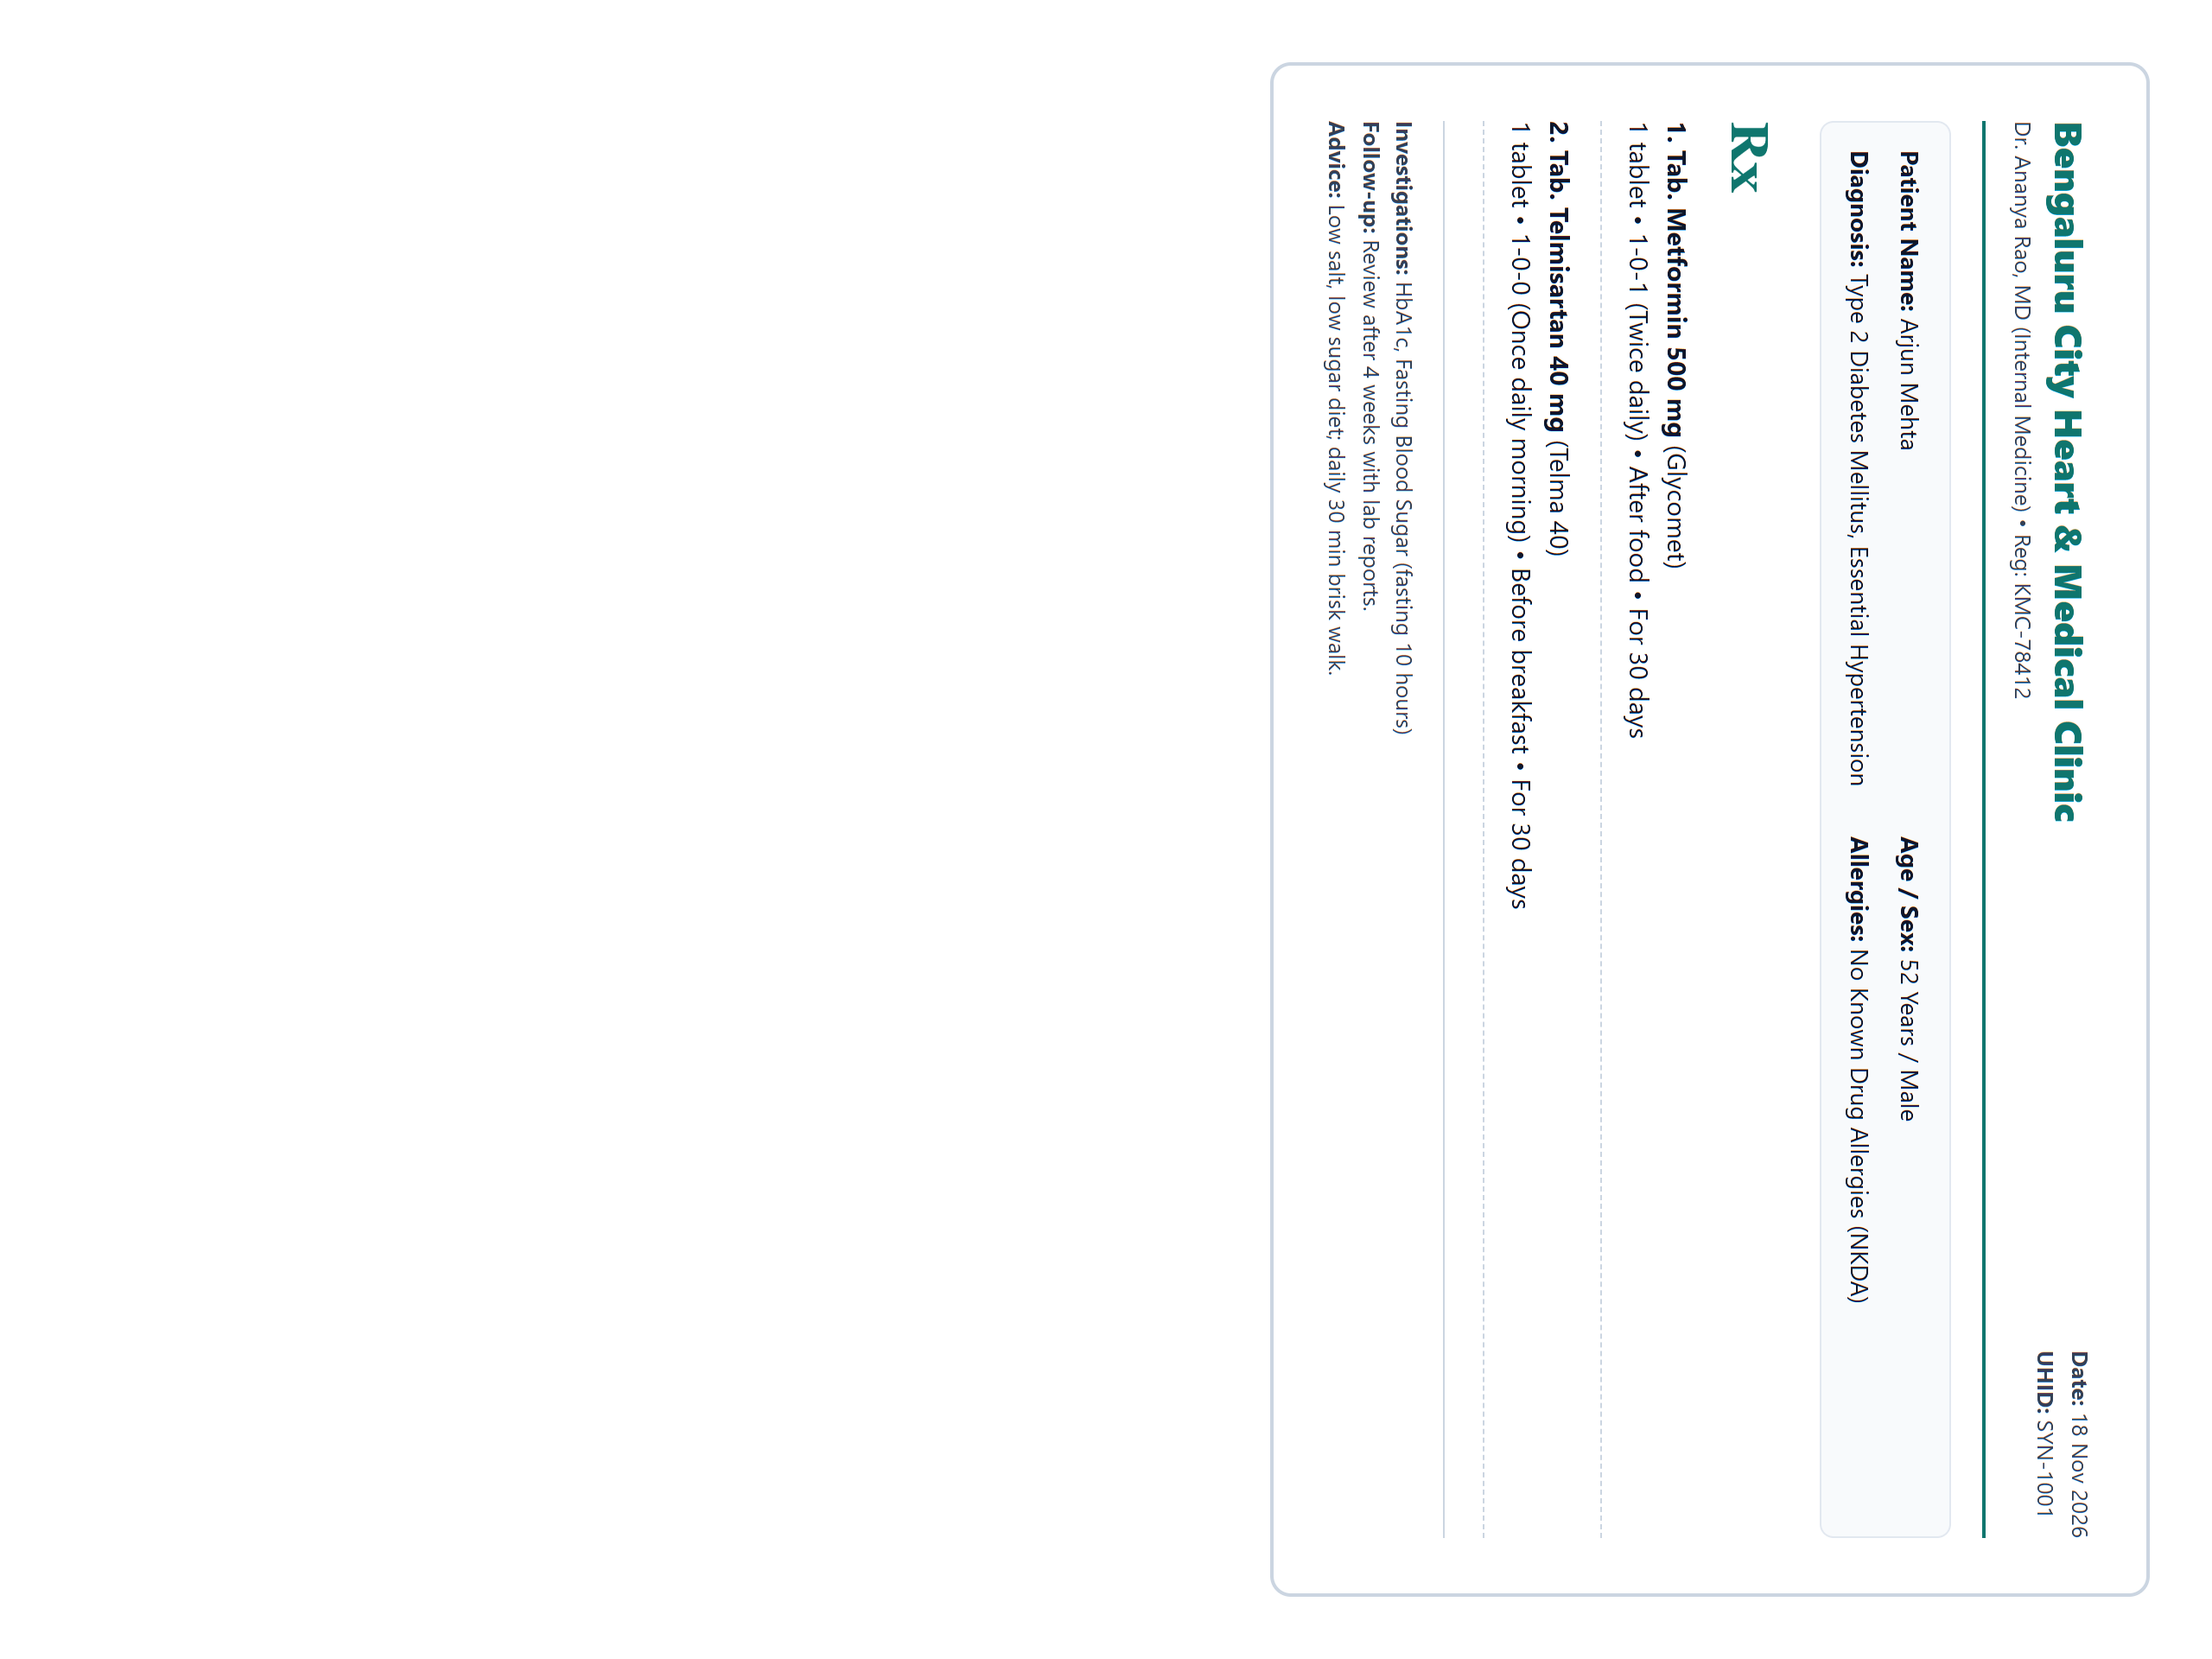 Bengaluru City Heart & Medical Clinic
Dr. Ananya Rao, MD (Internal Medicine) • Reg: KMC-78412
Date: 18 Nov 2026
UHID: SYN-1001
Patient Name: Arjun Mehta
Age / Sex: 52 Years / Male
Diagnosis: Type 2 Diabetes Mellitus, Essential Hypertension
Allergies: No Known Drug Allergies (NKDA)
Rx
1. Tab. Metformin 500 mg (Glycomet)
1 tablet • 1-0-1 (Twice daily) • After food • For 30 days
2. Tab. Telmisartan 40 mg (Telma 40)
1 tablet • 1-0-0 (Once daily morning) • Before breakfast • For 30 days
Investigations: HbA1c, Fasting Blood Sugar (fasting 10 hours)
Follow-up: Review after 4 weeks with lab reports.
Advice: Low salt, low sugar diet; daily 30 min brisk walk.